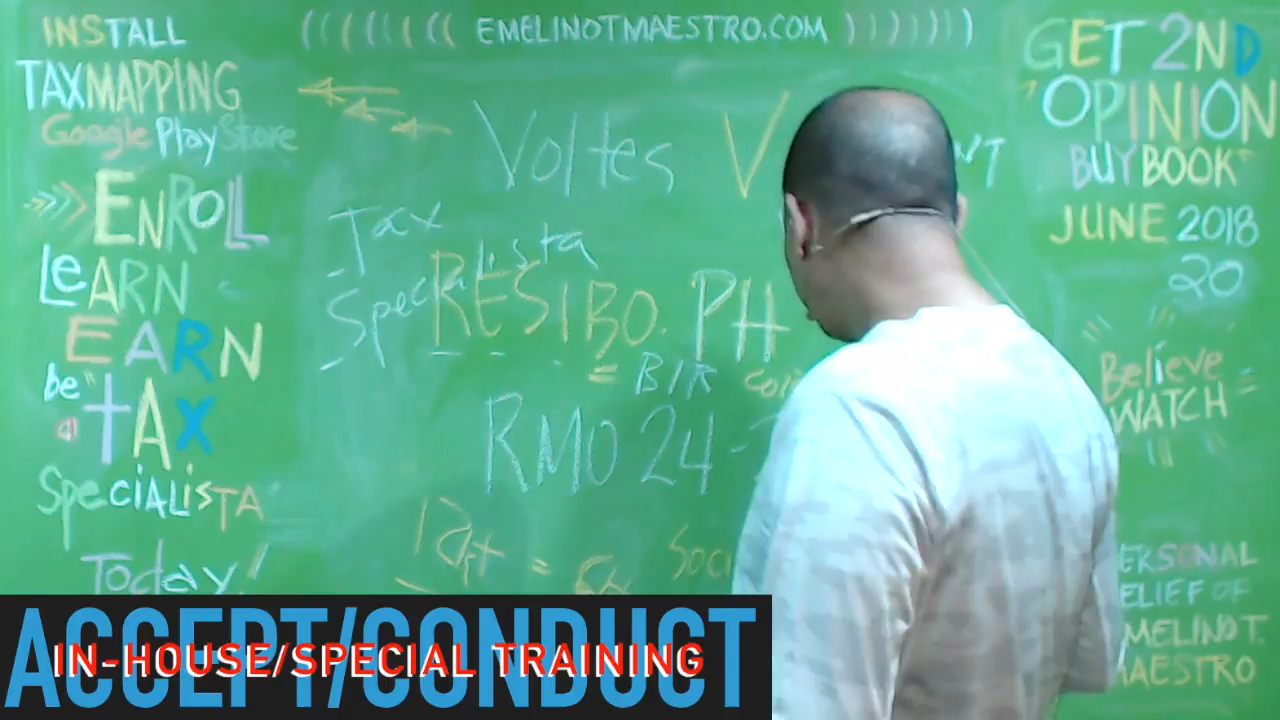 INSTALL
TAXMAPPING
Google Play Store
ENROLL
LeARN
EARN
be
a tAX
SpeciALisTA
Today!
((((((( EMELINOTMAESTRO.COM )))))))
Voltes V
Tax
Specialista
RESIBO. PH
BIR
RMO 24-
=
Soci
GET 2ND
OPINION
BUY BOOK
JUNE 2018
20
Believe
WATCH
ERSONAL
ELIEF OF
MELINO T.
MAESTRO
ACCEPT/CONDUCT
IN-HOUSE/SPECIAL TRAINING